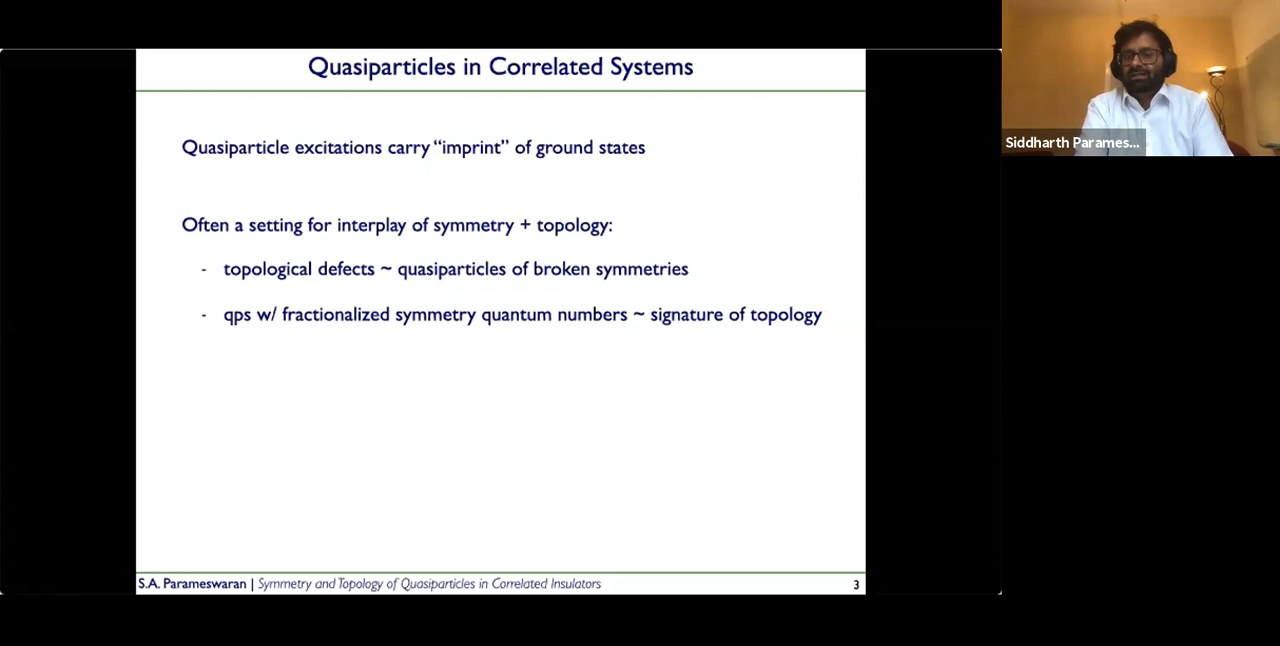 Quasiparticles in Correlated Systems
Quasiparticle excitations carry “imprint” of ground states
Often a setting for interplay of symmetry + topology:
- topological defects ~ quasiparticles of broken symmetries
- qps w/ fractionalized symmetry quantum numbers ~ signature of topology
S.A. Parameswaran | Symmetry and Topology of Quasiparticles in Correlated Insulators
3
Siddharth Parames...